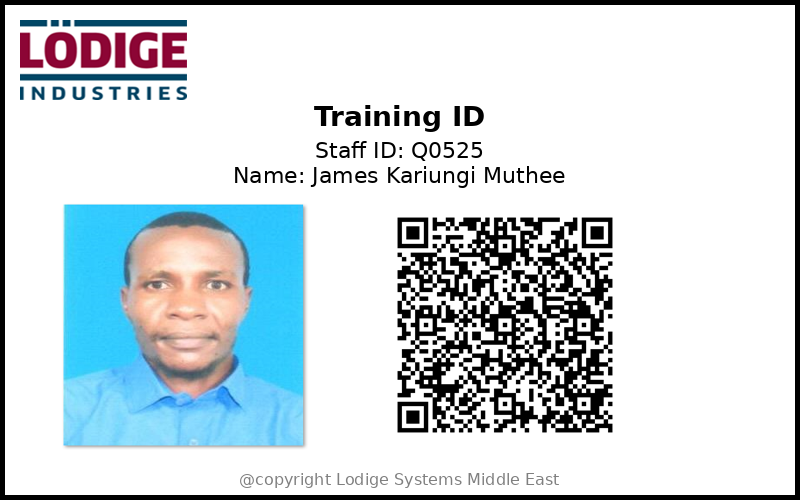 LÖDIGE
INDUSTRIES
Training ID
Staff ID: Q0525
Name: James Kariungi Muthee
@copyright Lodige Systems Middle East